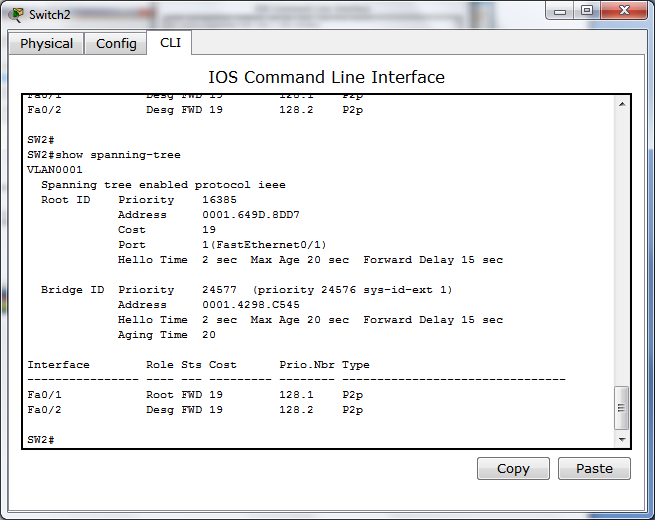 Switch2
Physical Config CLI
IOS Command Line Interface
Fa0/1 Desg FWD 19 128.1 P2p
Fa0/2 Desg FWD 19 128.2 P2p
SW2#
SW2#show spanning-tree
VLAN0001
Spanning tree enabled protocol ieee
Root ID Priority 16385
Address 0001.649D.8DD7
Cost 19
Port 1(FastEthernet0/1)
Hello Time 2 sec Max Age 20 sec Forward Delay 15 sec
Bridge ID Priority 24577 (priority 24576 sys-id-ext 1)
Address 0001.4298.C545
Hello Time 2 sec Max Age 20 sec Forward Delay 15 sec
Aging Time 20
Interface Role Sts Cost Prio.Nbr Type
---------------- ---- --- --------- -------- --------------------------------
Fa0/1 Root FWD 19 128.1 P2p
Fa0/2 Desg FWD 19 128.2 P2p
SW2#
Copy Paste